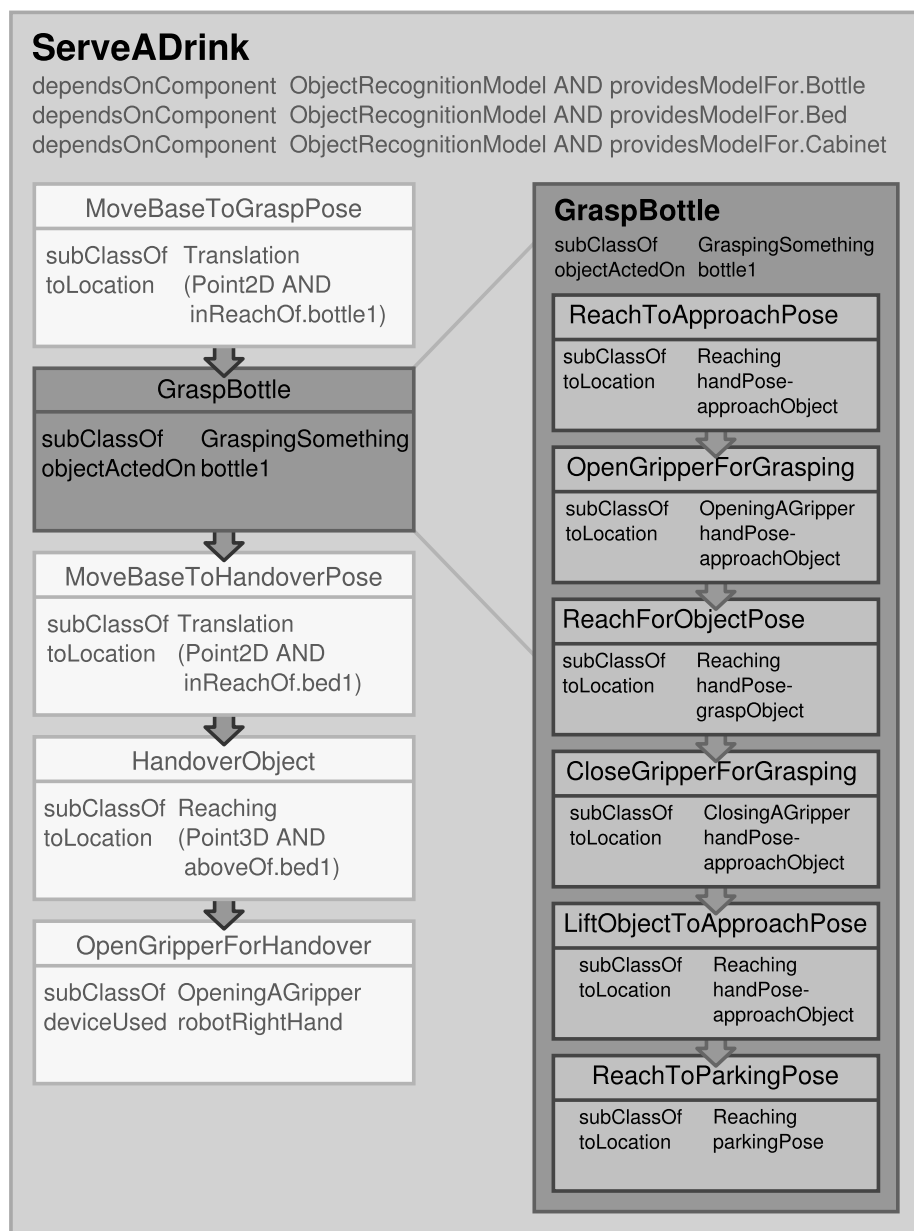 ServeADrink
dependsOnComponent ObjectRecognitionModel AND providesModelFor.Bottle
dependsOnComponent ObjectRecognitionModel AND providesModelFor.Bed
dependsOnComponent ObjectRecognitionModel AND providesModelFor.Cabinet
MoveBaseToGraspPose
subClassOf Translation
toLocation (Point2D AND
inReachOf.bottle1)
GraspBottle
subClassOf GraspingSomething
objectActedOn bottle1
MoveBaseToHandoverPose
subClassOf Translation
toLocation (Point2D AND
inReachOf.bed1)
HandoverObject
subClassOf Reaching
toLocation (Point3D AND
aboveOf.bed1)
OpenGripperForHandover
subClassOf OpeningAGripper
deviceUsed robotRightHand
GraspBottle
subClassOf GraspingSomething
objectActedOn bottle1
ReachToApproachPose
subClassOf Reaching
toLocation handPose-
approachObject
OpenGripperForGrasping
subClassOf OpeningAGripper
toLocation handPose-
approachObject
ReachForObjectPose
subClassOf Reaching
toLocation handPose-
graspObject
CloseGripperForGrasping
subClassOf ClosingAGripper
toLocation handPose-
approachObject
LiftObjectToApproachPose
subClassOf Reaching
toLocation handPose-
approachObject
ReachToParkingPose
subClassOf Reaching
toLocation parkingPose